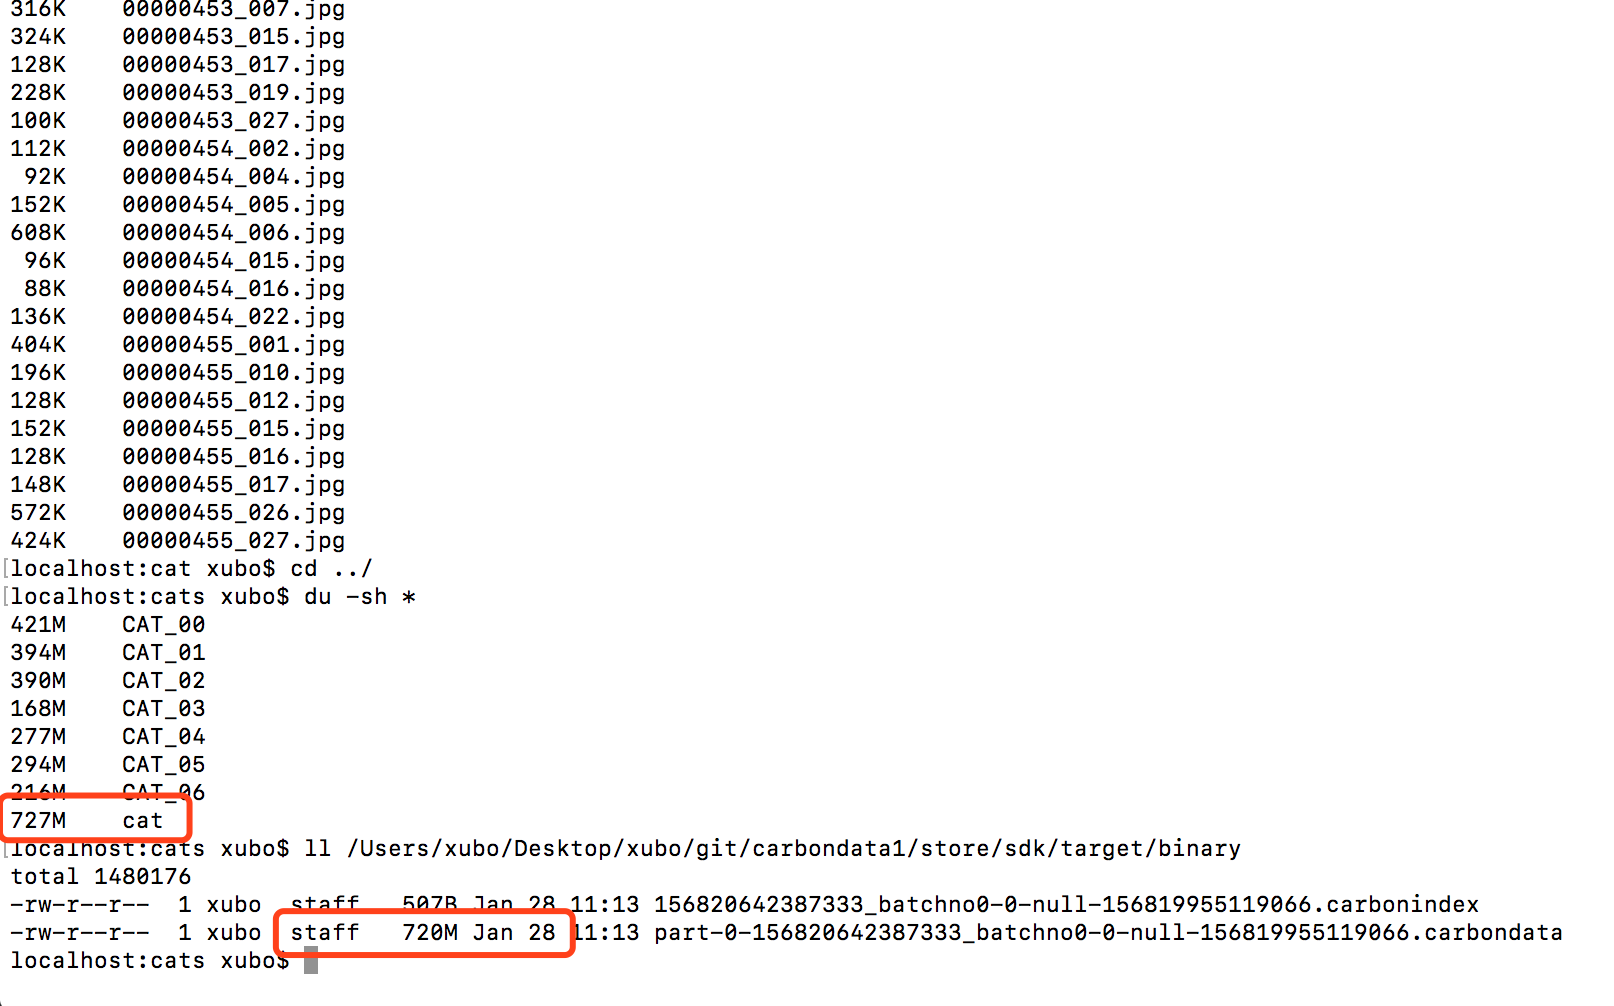 316K 00000453_007.jpg
324K 00000453_015.jpg
128K 00000453_017.jpg
228K 00000453_019.jpg
100K 00000453_027.jpg
112K 00000454_002.jpg
92K 00000454_004.jpg
152K 00000454_005.jpg
608K 00000454_006.jpg
96K 00000454_015.jpg
88K 00000454_016.jpg
136K 00000454_022.jpg
404K 00000455_001.jpg
196K 00000455_010.jpg
128K 00000455_012.jpg
152K 00000455_015.jpg
128K 00000455_016.jpg
148K 00000455_017.jpg
572K 00000455_026.jpg
424K 00000455_027.jpg
[localhost:cat xubo$ cd ../
[localhost:cats xubo$ du -sh *
421M CAT_00
394M CAT_01
390M CAT_02
168M CAT_03
277M CAT_04
294M CAT_05
216M CAT_06
727M cat
[localhost:cats xubo$ ll /Users/xubo/Desktop/xubo/git/carbondata1/store/sdk/target/binary
total 1480176
-rw-r--r-- 1 xubo staff 507B Jan 28 11:13 156820642387333_batchno0-0-null-156819955119066.carbonindex
-rw-r--r-- 1 xubo staff 720M Jan 28 11:13 part-0-156820642387333_batchno0-0-null-156819955119066.carbondata
localhost:cats xubo$